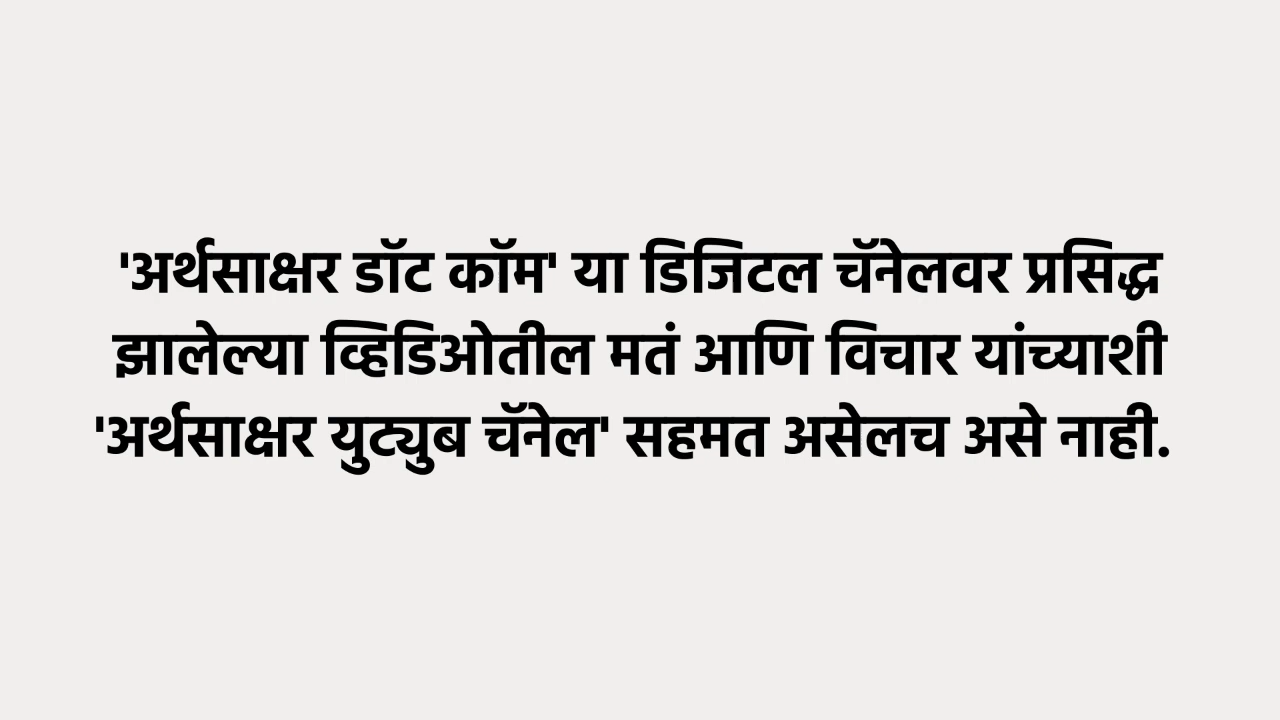 'अर्थसाक्षर डॉट कॉम' या डिजिटल चॅनेलवर प्रसिद्ध
झालेल्या व्हिडिओतील मतं आणि विचार यांच्याशी
'अर्थसाक्षर युट्युब चॅनेल' सहमत असेलच असे नाही.